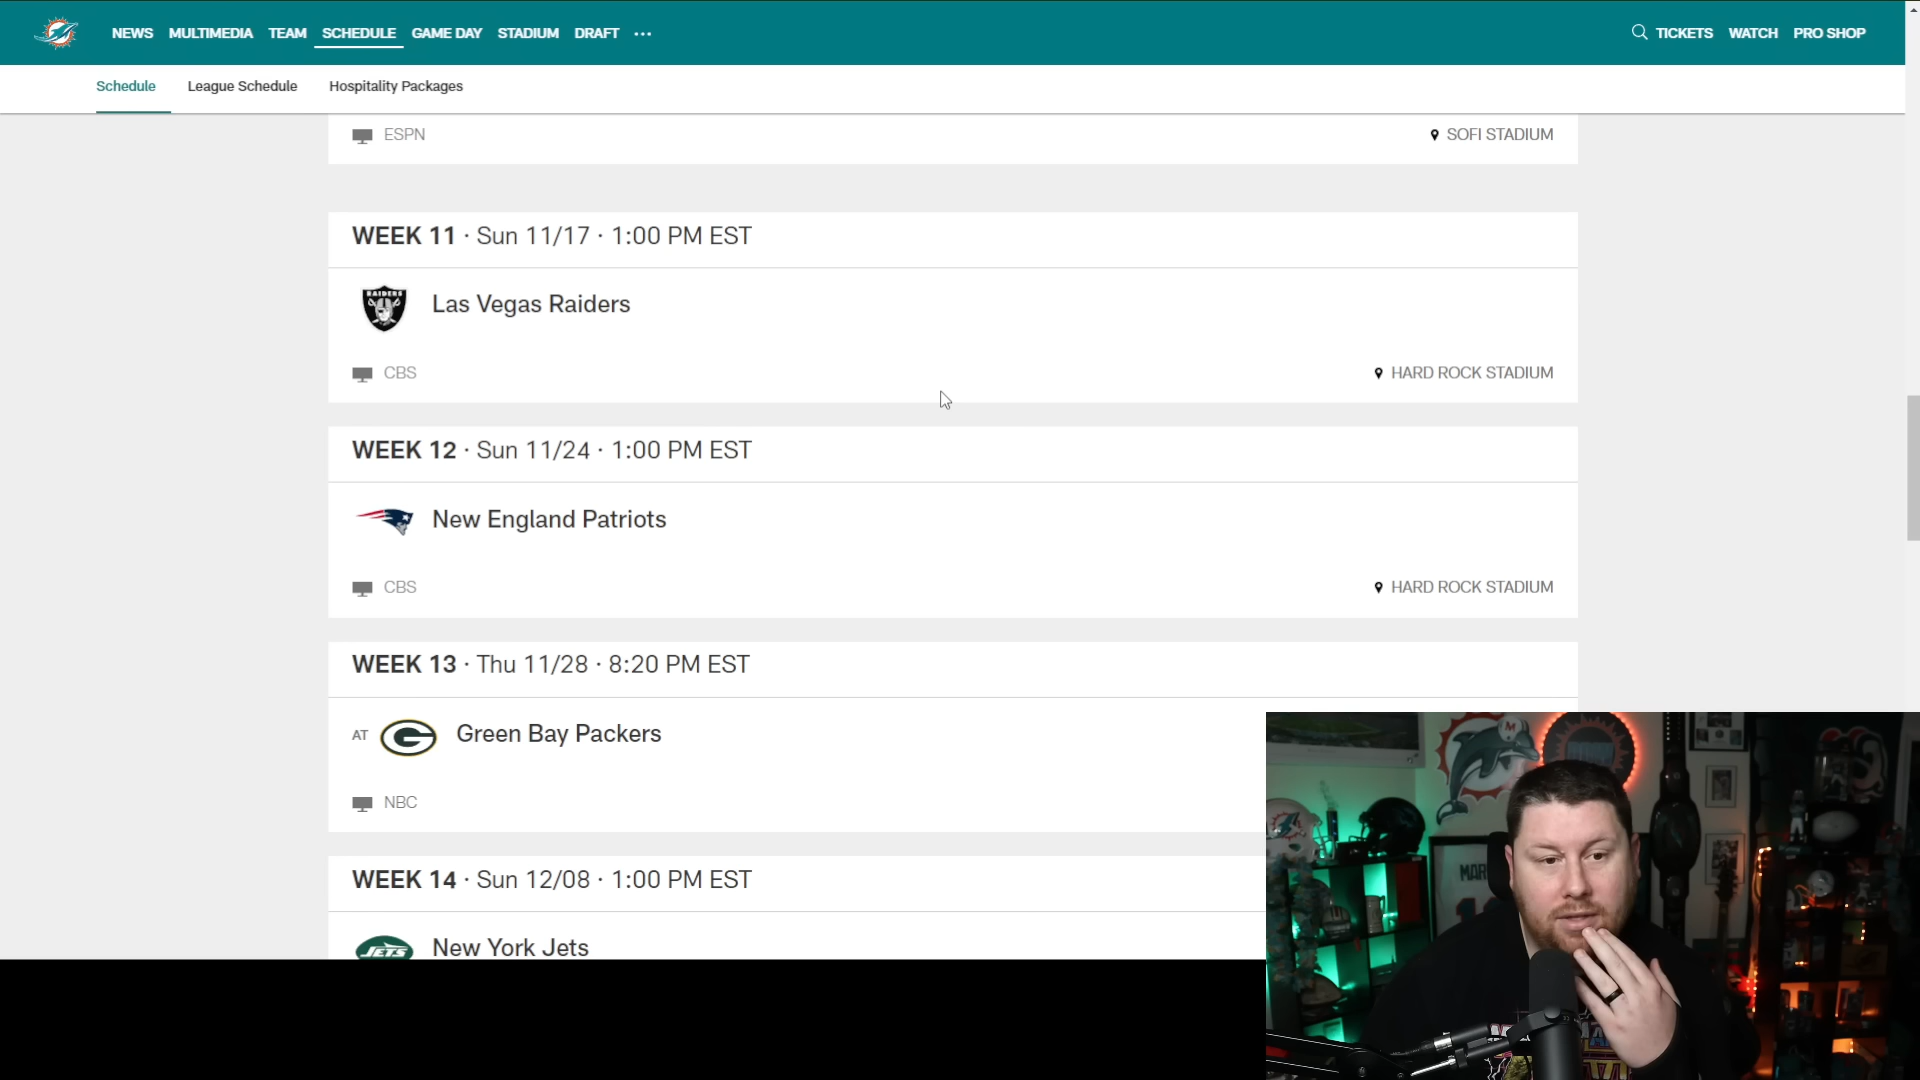 NEWS MULTIMEDIA TEAM SCHEDULE GAME DAY STADIUM DRAFT ... TICKETS WATCH PRO SHOP
Schedule League Schedule Hospitality Packages
ESPN SOFI STADIUM
WEEK 11 · Sun 11/17 · 1:00 PM EST
RAIDERS
Las Vegas Raiders
CBS HARD ROCK STADIUM
WEEK 12 · Sun 11/24 · 1:00 PM EST
New England Patriots
CBS HARD ROCK STADIUM
WEEK 13 · Thu 11/28 · 8:20 PM EST
AT G Green Bay Packers
NBC
WEEK 14 · Sun 12/08 · 1:00 PM EST
JETS New York Jets
M